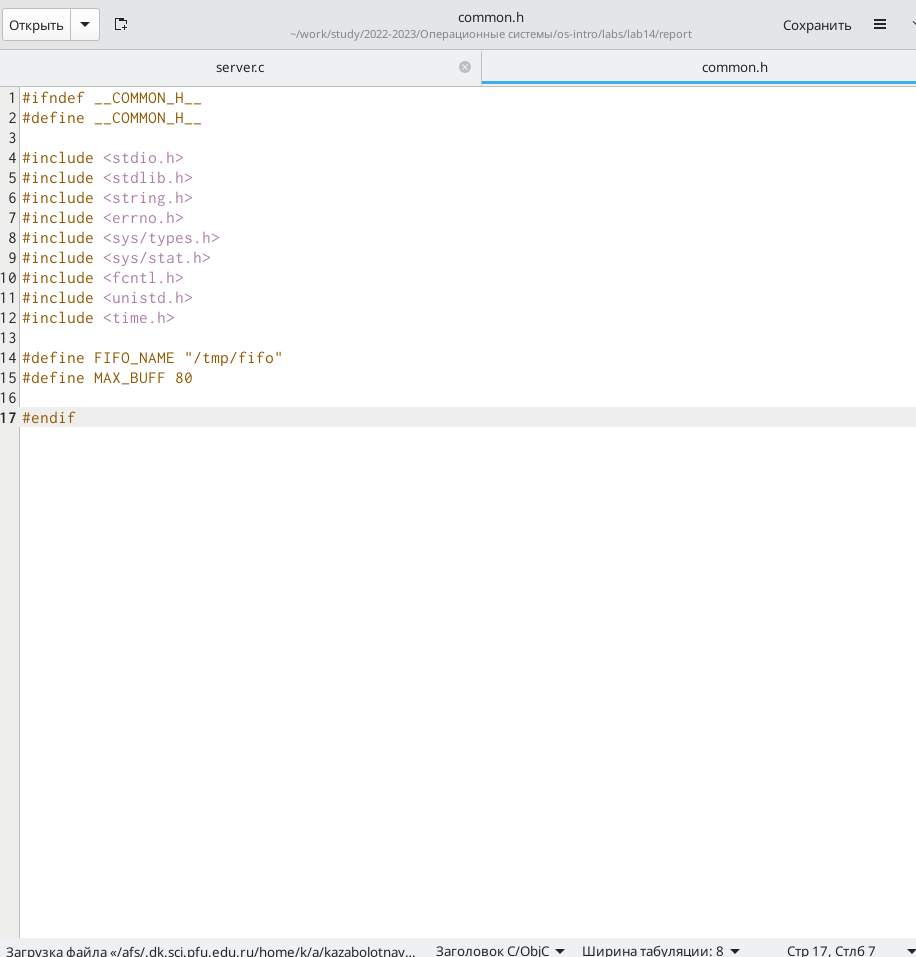 Открыть
common.h
~/work/study/2022-2023/Операционные системы/os-intro/labs/lab14/report
Сохранить
server.c
common.h
1 #ifndef __COMMON_H__
2 #define __COMMON_H__
3
4 #include <stdio.h>
5 #include <stdlib.h>
6 #include <string.h>
7 #include <errno.h>
8 #include <sys/types.h>
9 #include <sys/stat.h>
10 #include <fcntl.h>
11 #include <unistd.h>
12 #include <time.h>
13
14 #define FIFO_NAME "/tmp/fifo"
15 #define MAX_BUFF 80
16
17 #endif
Загрузка файла «/afs/.dk.sci.pfu.edu.ru/home/k/a/kazabolotnay… Заголовок C/ObjC Ширина табуляции: 8 Стр 17, Стлб 7